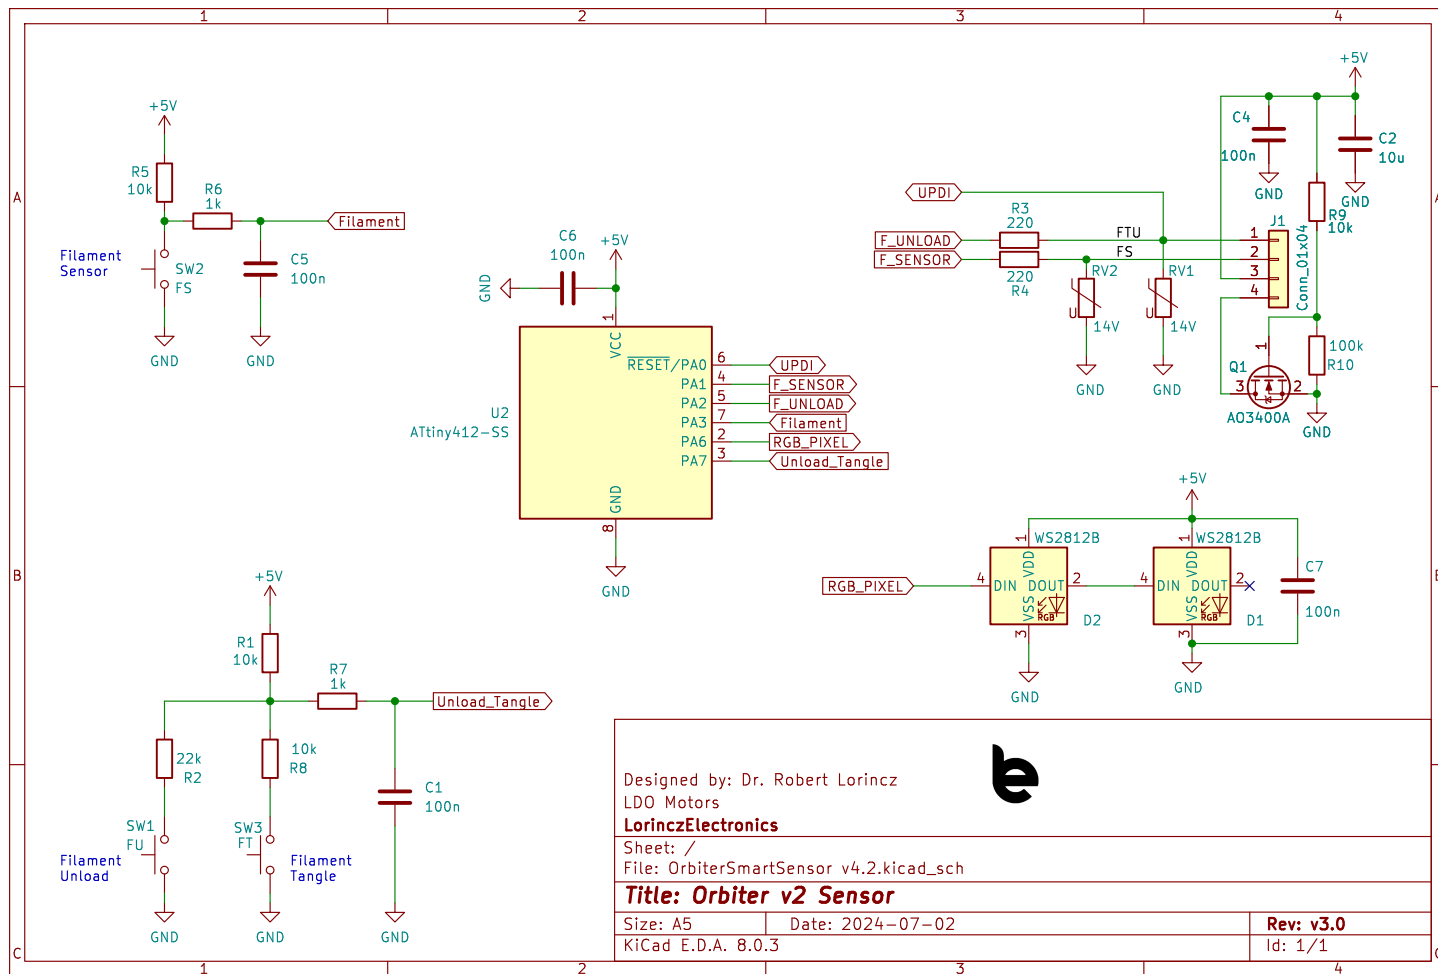 1
2
3
4
A
B
C
+5V
R5
10k
R6
1k
Filament
Filament
Sensor
SW2
FS
C5
100n
GND
GND
C6
100n
+5V
GND
1
VCC
U2
ATtiny412-SS
RESET/PA0
6
UPDI
PA1
4
F_SENSOR
PA2
5
F_UNLOAD
PA3
7
Filament
PA6
2
RGB_PIXEL
PA7
3
Unload_Tangle
GND
8
GND
UPDI
F_UNLOAD
F_SENSOR
R3
220
220
R4
FTU
FS
RV2
U
14V
GND
RV1
U
14V
GND
+5V
C4
100n
GND
C2
10u
GND
R9
10k
J1
Conn_01x04
1
2
3
4
100k
R10
Q1
1
3
2
AO3400A
GND
+5V
RGB_PIXEL
WS2812B
1
VDD
4
DIN
DOUT
2
VSS
RGB
3
D2
GND
WS2812B
1
VDD
4
DIN
DOUT
2
VSS
RGB
3
D1
GND
C7
100n
+5V
R1
10k
R7
1k
Unload_Tangle
22k
R2
10k
R8
C1
100n
SW1
FU
Filament
Unload
SW3
FT
Filament
Tangle
GND
GND
GND
be
Designed by: Dr. Robert Lorincz
LDO Motors
LorinczElectronics
Sheet: /
File: OrbiterSmartSensor v4.2.kicad_sch
Title: Orbiter v2 Sensor
Size: A5
Date: 2024-07-02
Rev: v3.0
KiCad E.D.A. 8.0.3
Id: 1/1
1
2
3
4